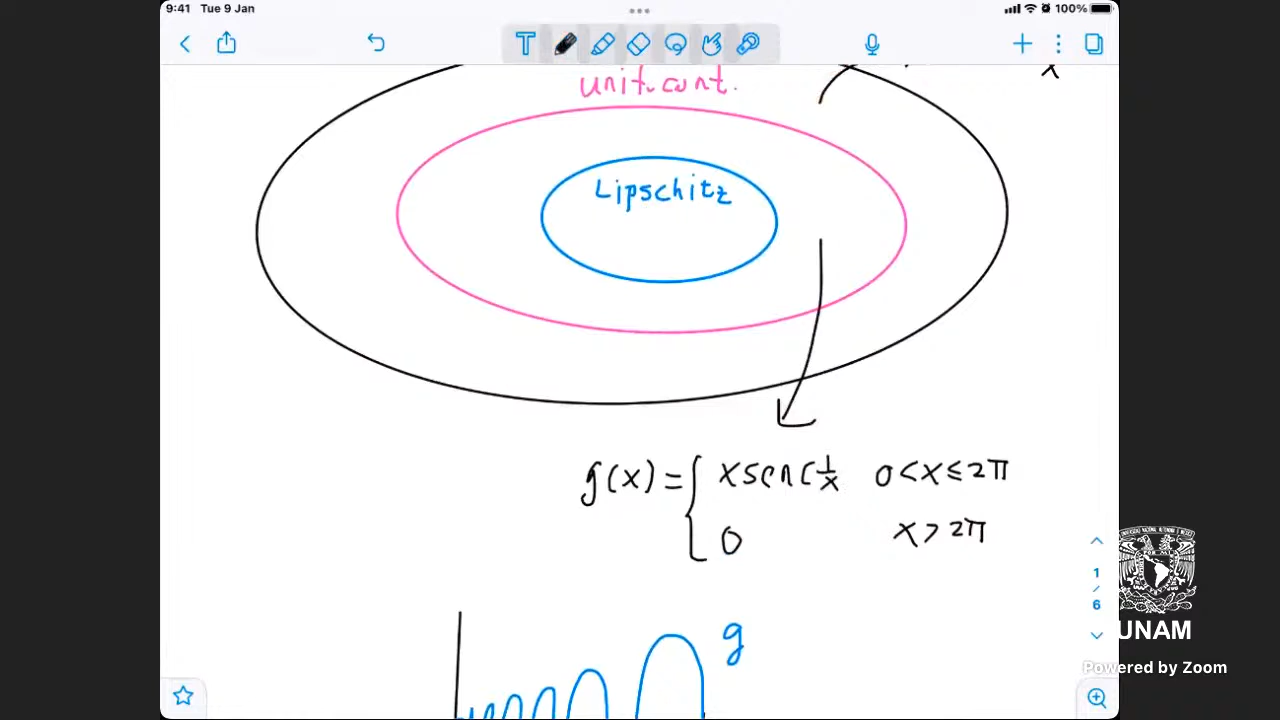 9:41 Tue 9 Jan
100%
unif. cont.
x
Lipschitz
g(x) = { x sen(1/x 0 < x ≤ 2π
0 x > 2π
1
/
6
g
UNAM
Powered by Zoom